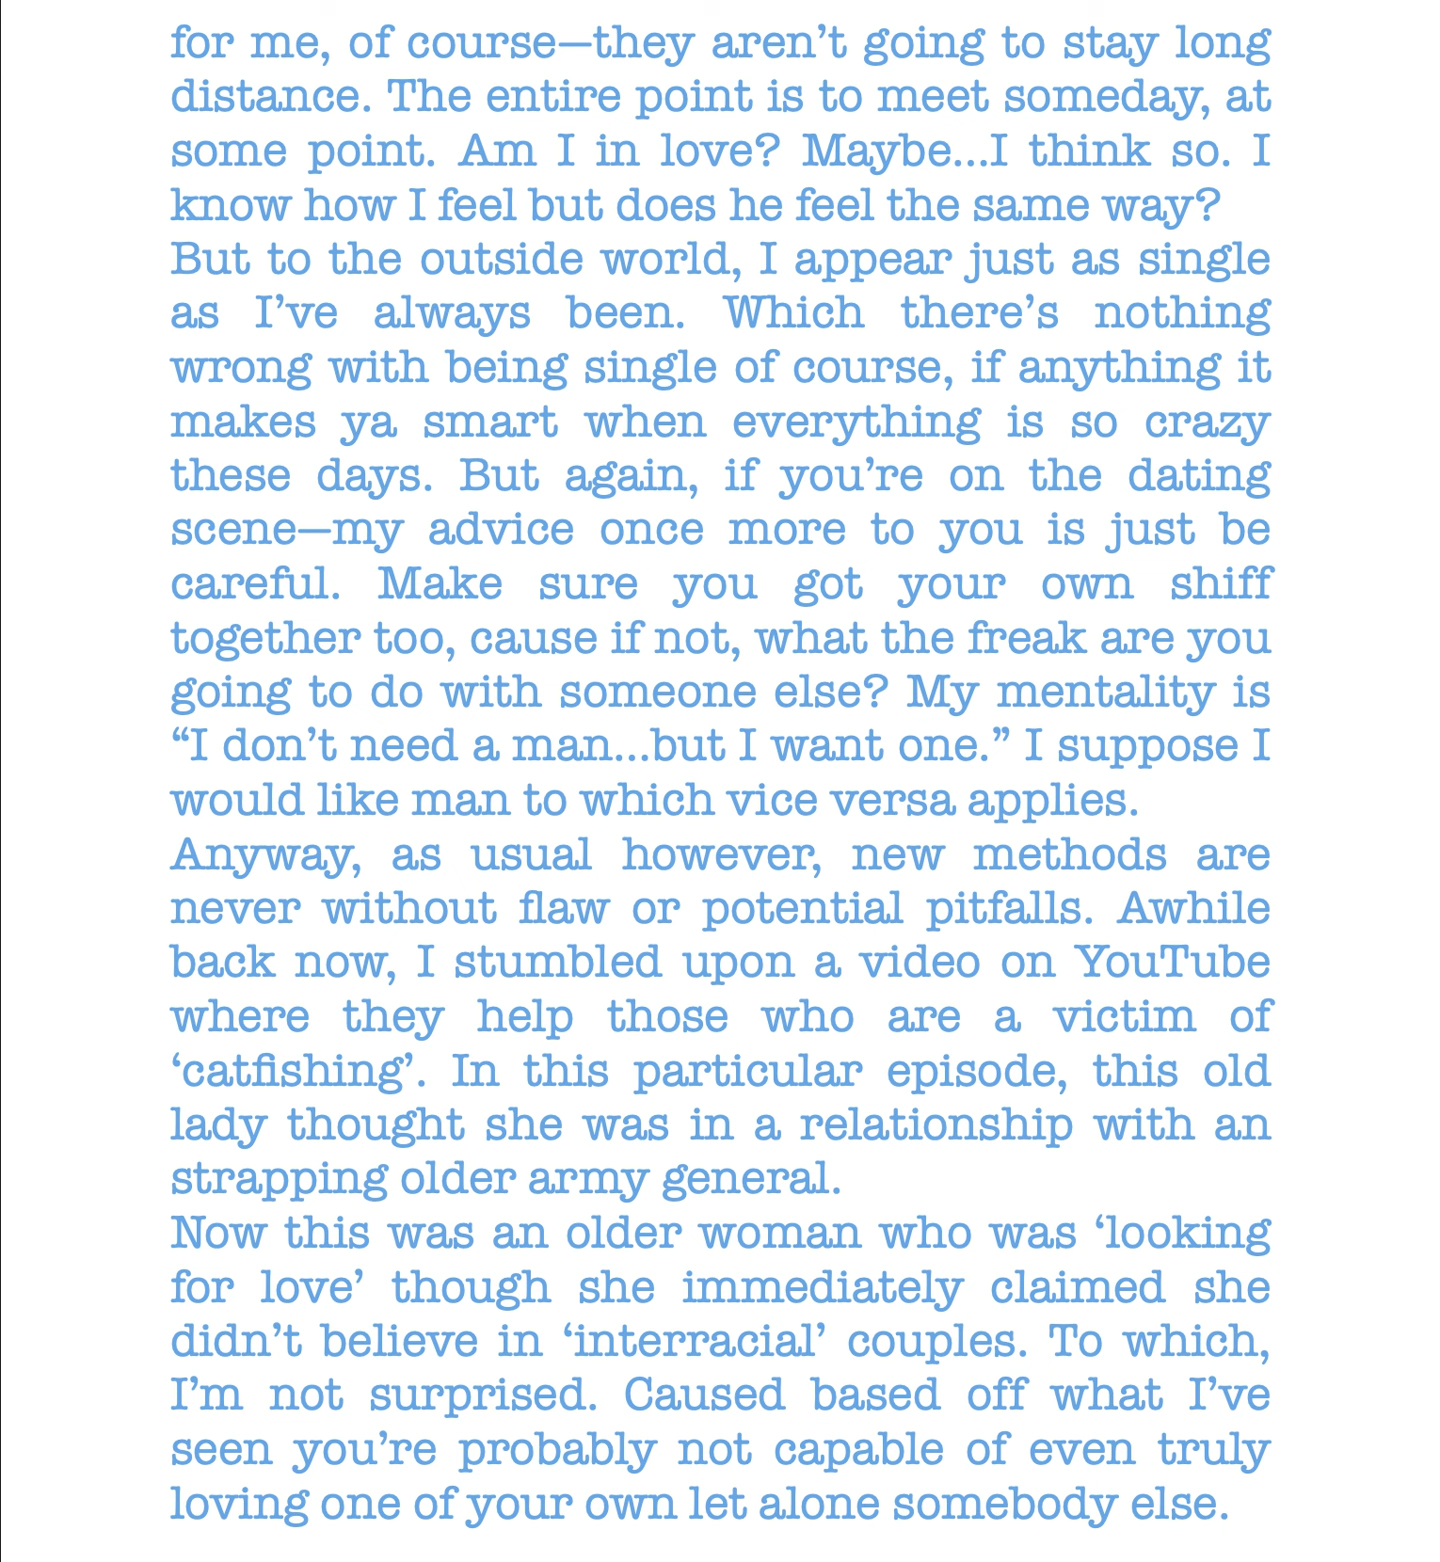 for me, of course—they aren’t going to stay long
distance. The entire point is to meet someday, at
some point. Am I in love? Maybe...I think so. I
know how I feel but does he feel the same way?
But to the outside world, I appear just as single
as I’ve always been. Which there’s nothing
wrong with being single of course, if anything it
makes ya smart when everything is so crazy
these days. But again, if you’re on the dating
scene—my advice once more to you is just be
careful. Make sure you got your own shiff
together too, cause if not, what the freak are you
going to do with someone else? My mentality is
“I don’t need a man...but I want one.” I suppose I
would like man to which vice versa applies.
Anyway, as usual however, new methods are
never without flaw or potential pitfalls. Awhile
back now, I stumbled upon a video on YouTube
where they help those who are a victim of
‘catfishing’. In this particular episode, this old
lady thought she was in a relationship with an
strapping older army general.
Now this was an older woman who was ‘looking
for love’ though she immediately claimed she
didn’t believe in ‘interracial’ couples. To which,
I’m not surprised. Caused based off what I’ve
seen you’re probably not capable of even truly
loving one of your own let alone somebody else.